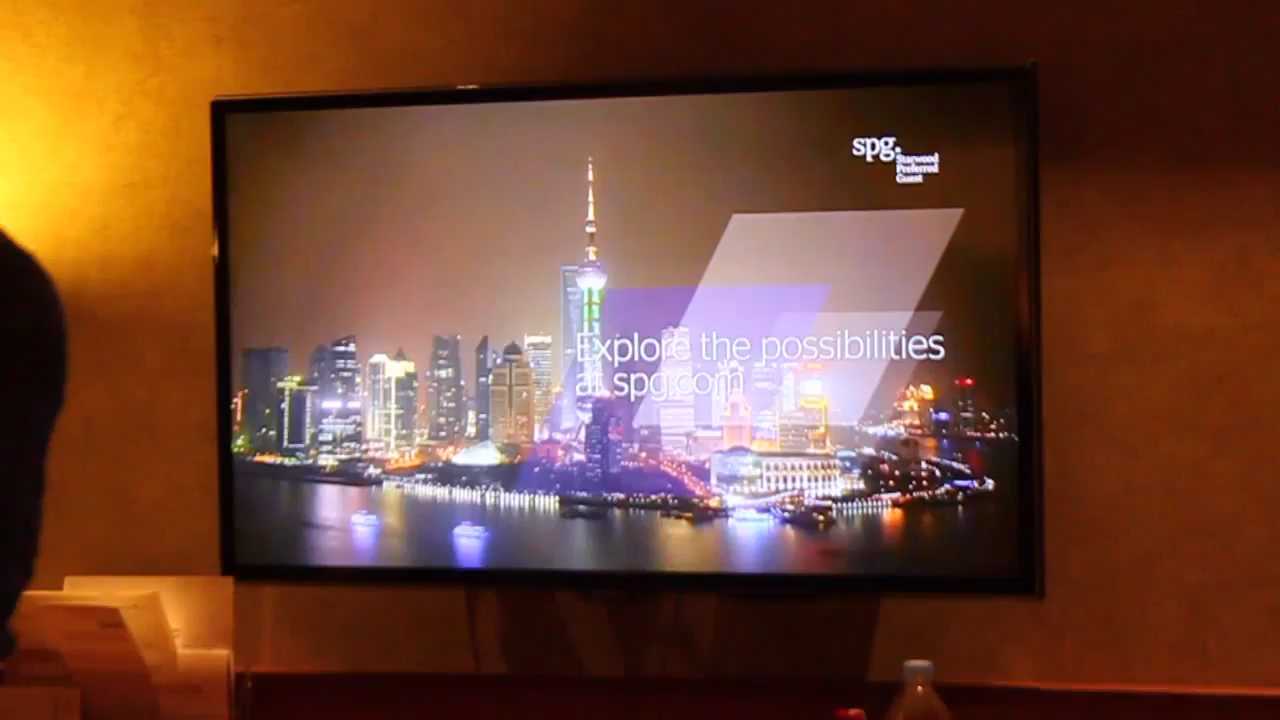 spg.
Starwood
Preferred
Guest
Explore the possibilities
at spg.com